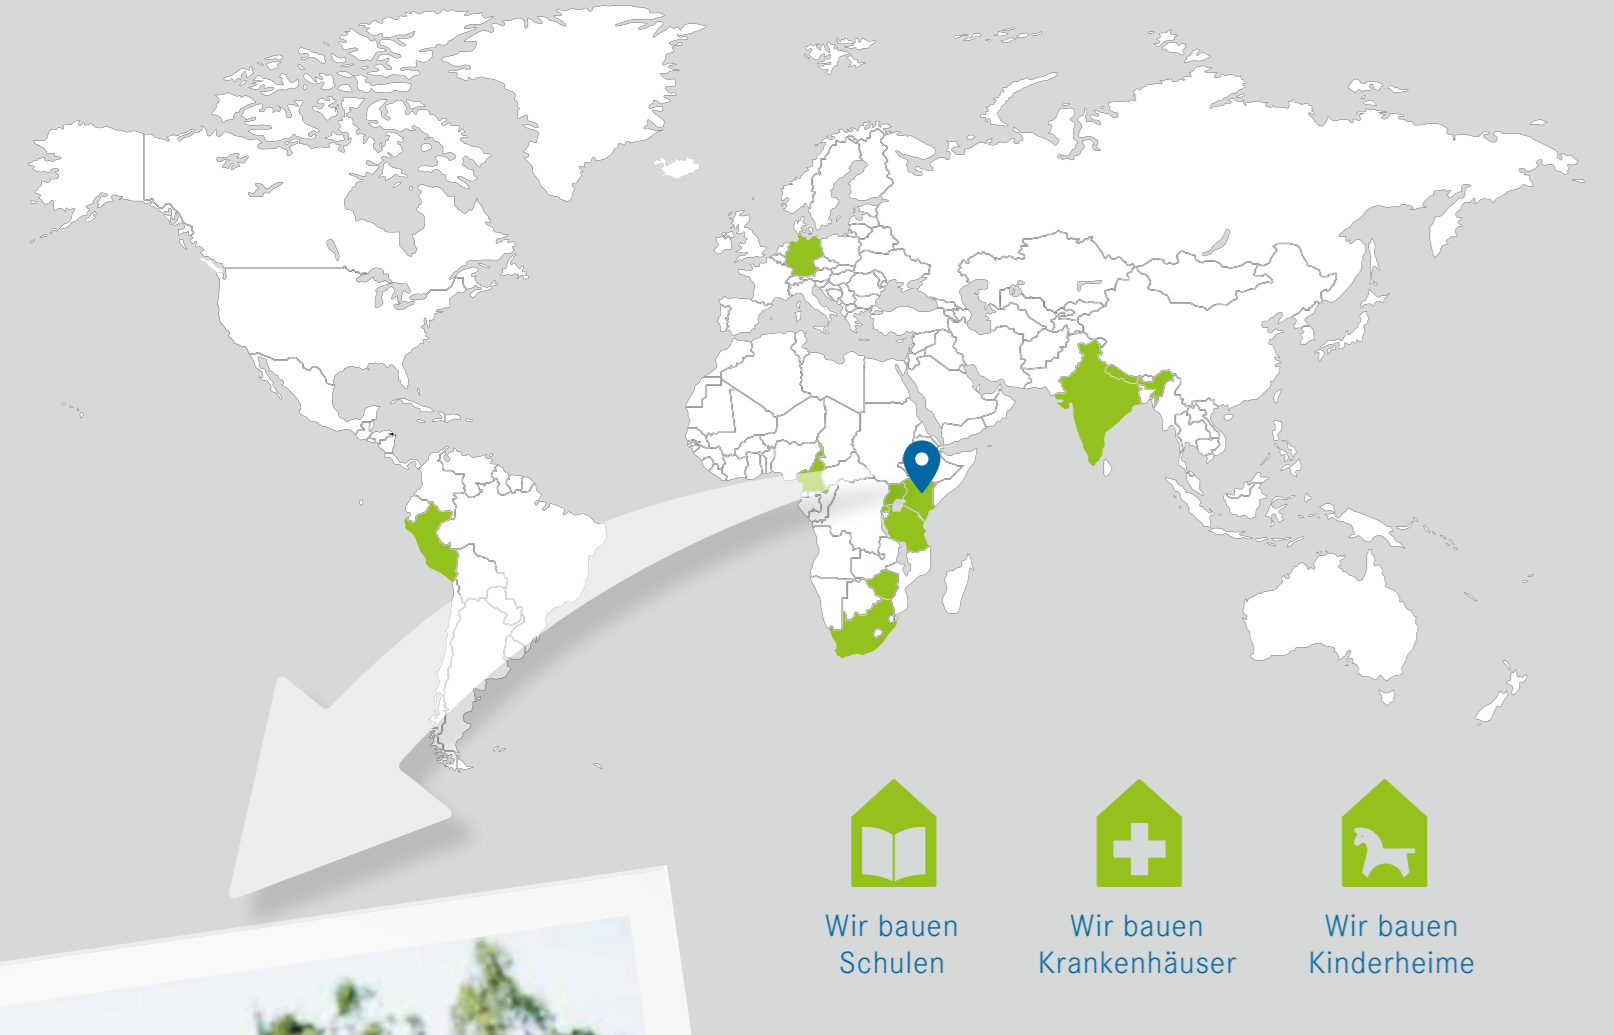 Wir bauen
Schulen
Wir bauen
Krankenhäuser
Wir bauen
Kinderheime